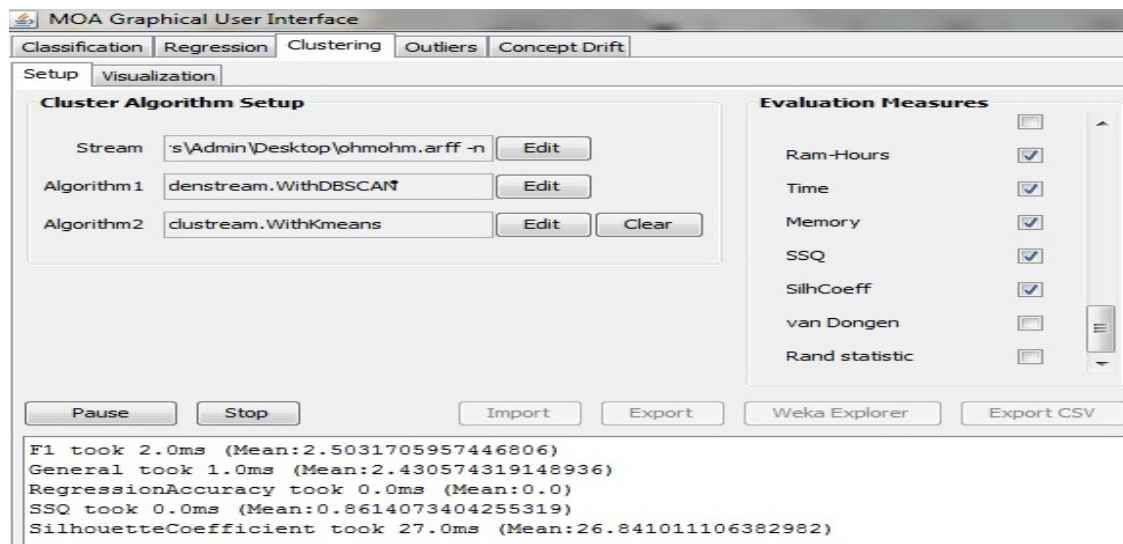 MOA Graphical User Interface
Classification Regression Clustering Outliers Concept Drift
Setup Visualization
Cluster Algorithm Setup
Stream s\Admin\Desktop\ohmohm.arff -n Edit
Algorithm1 denstream.WithDBSCAN Edit
Algorithm2 clustream.WithKmeans Edit Clear
Evaluation Measures
Ram-Hours
Time
Memory
SSQ
SilhCoeff
van Dongen
Rand statistic
Pause Stop Import Export Weka Explorer Export CSV
F1 took 2.0ms (Mean:2.5031705957446806)
General took 1.0ms (Mean:2.430574319148936)
RegressionAccuracy took 0.0ms (Mean:0.0)
SSQ took 0.0ms (Mean:0.8614073404255319)
SilhouetteCoefficient took 27.0ms (Mean:26.841011106382982)